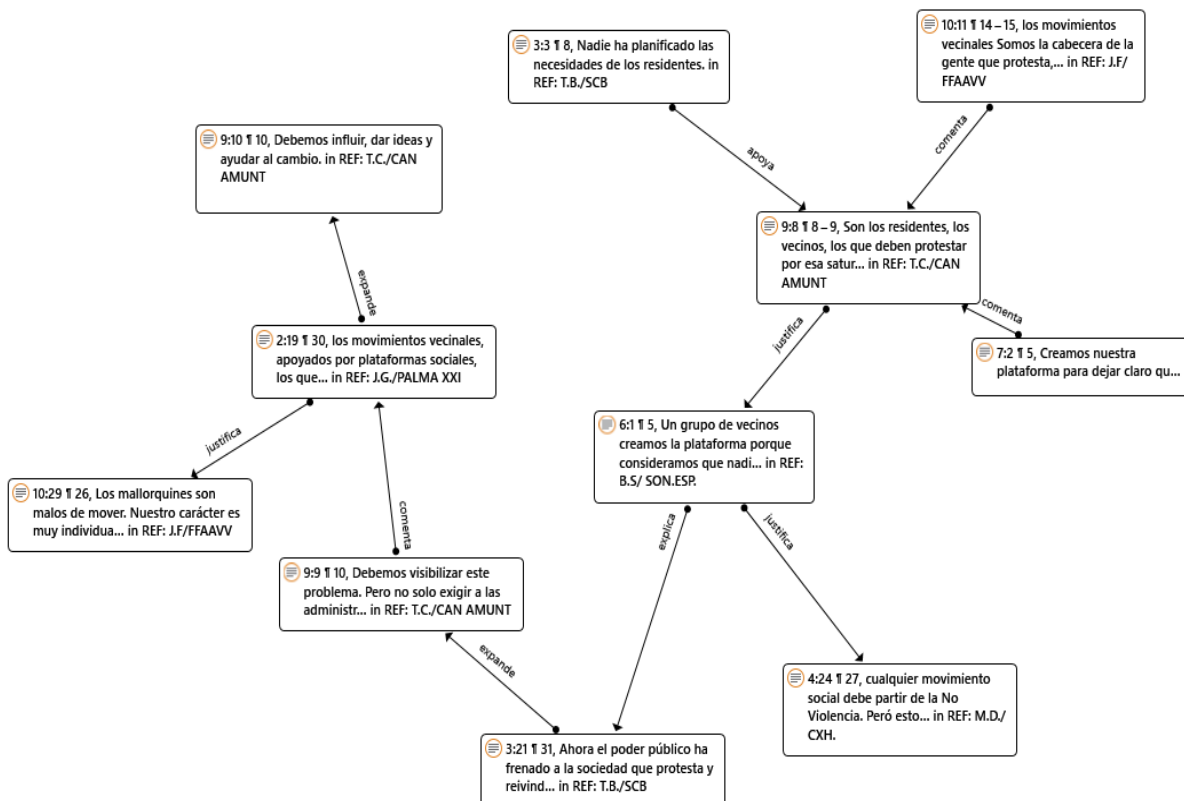 10:11 ¶ 14 – 15, los movimientos
vecinales Somos la cabecera de la
gente que protesta,... in REF: J.F/
FFAAVV
3:3 ¶ 8, Nadie ha planificado las
necesidades de los residentes. in
REF: T.B./SCB
comenta
apoya
9:10 ¶ 10, Debemos influir, dar ideas y
ayudar al cambio. in REF: T.C./CAN
AMUNT
9:8 ¶ 8 – 9, Son los residentes, los
vecinos, los que deben protestar
por esa satur... in REF: T.C./CAN
AMUNT
expande
comenta
justifica
2:19 ¶ 30, los movimientos vecinales,
apoyados por plataformas sociales,
los que... in REF: J.G./PALMA XXI
7:2 ¶ 5, Creamos nuestra
plataforma para dejar claro qu...
justifica
6:1 ¶ 5, Un grupo de vecinos
creamos la plataforma porque
consideramos que nadi... in REF:
B.S/ SON.ESP.
10:29 ¶ 26, Los mallorquines son
malos de mover. Nuestro carácter es
muy individua... in REF: J.F/FFAAVV
comenta
explica
justifica
9:9 ¶ 10, Debemos visibilizar este
problema. Pero no solo exigir a las
administr... in REF: T.C./CAN AMUNT
expande
4:24 ¶ 27, cualquier movimiento
social debe partir de la No
Violencia. Peró esto... in REF: M.D./
CXH.
3:21 ¶ 31, Ahora el poder público ha
frenado a la sociedad que protesta y
reivind... in REF: T.B./SCB